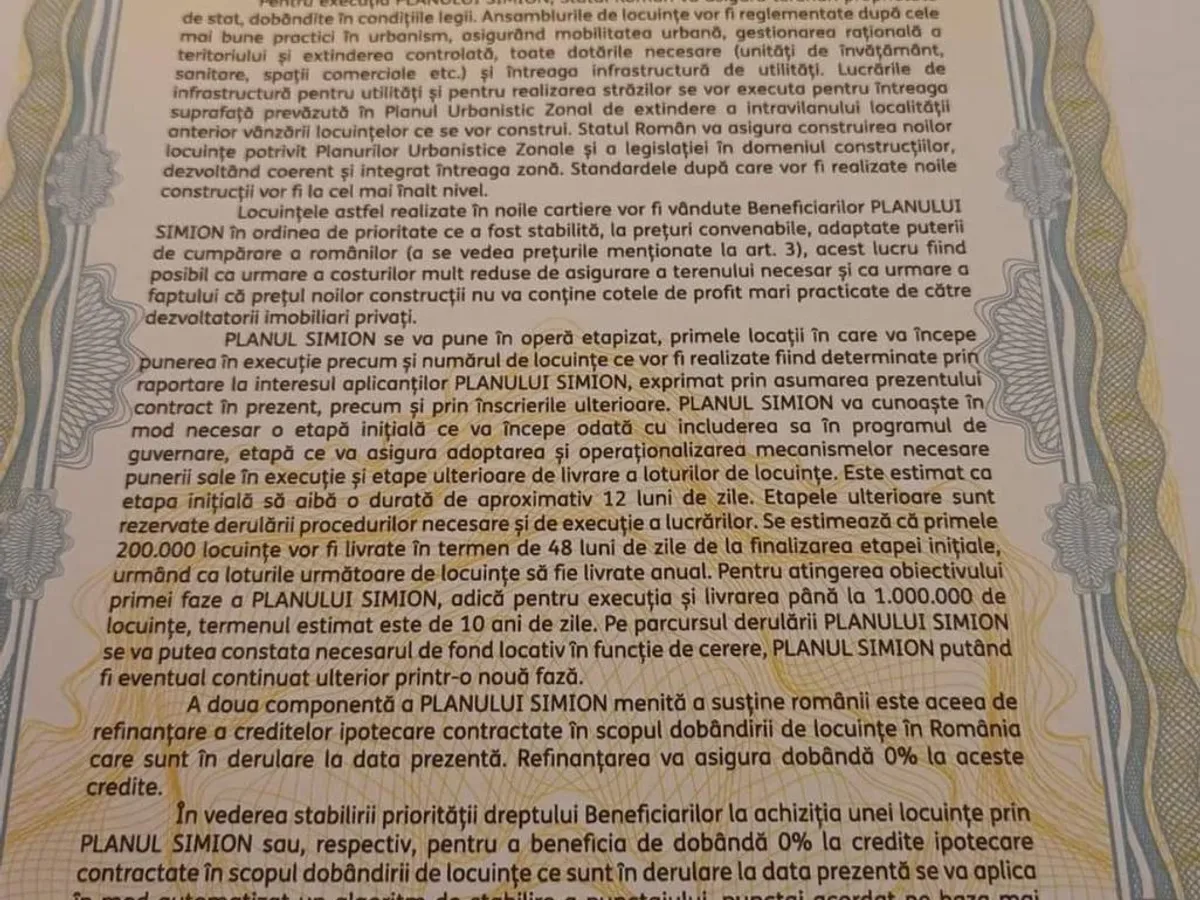 Pentru execuția PLANULUI SIMION, Statul Român va asigura terenuri proprietate
de stat, dobândite în condițiile legii. Ansamblurile de locuințe vor fi reglementate după cele
mai bune practici în urbanism, asigurând mobilitatea urbană, gestionarea rațională a
teritoriului și extinderea controlată, toate dotările necesare (unități de învățământ,
sanitare, spații comerciale etc.) și întreaga infrastructură de utilități. Lucrările de
infrastructură pentru utilități și pentru realizarea străzilor se vor executa pentru întreaga
suprafață prevăzută în Planul Urbanistic Zonal de extindere a intravilanului localității
anterior vânzării locuințelor ce se vor construi. Statul Român va asigura construirea noilor
locuințe potrivit Planurilor Urbanistice Zonale și a legislației în domeniul construcțiilor,
dezvoltând coerent și integrat întreaga zonă. Standardele după care vor fi realizate noile
construcții vor fi la cel mai înalt nivel.
Locuințele astfel realizate în noile cartiere vor fi vândute Beneficiarilor PLANULUI
SIMION în ordinea de prioritate ce a fost stabilită, la prețuri convenabile, adaptate puterii
de cumpărare a românilor (a se vedea prețurile menționate la art. 3), acest lucru fiind
posibil ca urmare a costurilor mult reduse de asigurare a terenului necesar și ca urmare a
faptului că prețul noilor construcții nu va conține cotele de profit mari practicate de către
dezvoltatorii imobiliari privați.
PLANUL SIMION se va pune în operă etapizat, primele locații în care va începe
punerea în execuție precum și numărul de locuințe ce vor fi realizate fiind determinate prin
raportare la interesul aplicanților PLANULUI SIMION, exprimat prin asumarea prezentului
contract în prezent, precum și prin înscrierile ulterioare. PLANUL SIMION va cunoaște în
mod necesar o etapă inițială ce va începe odată cu includerea sa în programul de
guvernare, etapă ce va asigura adoptarea și operaționalizarea mecanismelor necesare
punerii sale în execuție și etape ulterioare de livrare a loturilor de locuințe. Este estimat ca
etapa inițială să aibă o durată de aproximativ 12 luni de zile. Etapele ulterioare sunt
rezervate derulării procedurilor necesare și de execuție a lucrărilor. Se estimează că primele
200.000 locuințe vor fi livrate în termen de 48 luni de zile de la finalizarea etapei inițiale,
urmând ca loturile următoare de locuințe să fie livrate anual. Pentru atingerea obiectivului
primei faze a PLANULUI SIMION, adică pentru execuția și livrarea până la 1.000.000 de
locuințe, termenul estimat este de 10 ani de zile. Pe parcursul derulării PLANULUI SIMION
se va putea constata necesarul de fond locativ în funcție de cerere, PLANUL SIMION putând
fi eventual continuat ulterior printr-o nouă fază.
A doua componentă a PLANULUI SIMION menită a susține românii este aceea de
refinanțare a creditelor ipotecare contractate în scopul dobândirii de locuințe în România
care sunt în derulare la data prezentă. Refinanțarea va asigura dobândă 0% la aceste
credite.
În vederea stabilirii priorității dreptului Beneficiarilor la achiziția unei locuințe prin
PLANUL SIMION sau, respectiv, pentru a beneficia de dobândă 0% la credite ipotecare
contractate în scopul dobândirii de locuințe ce sunt în derulare la data prezentă se va aplica
în mod automatizat un algoritm de stabilire a punctajului, punctaj acordat pe baza mai